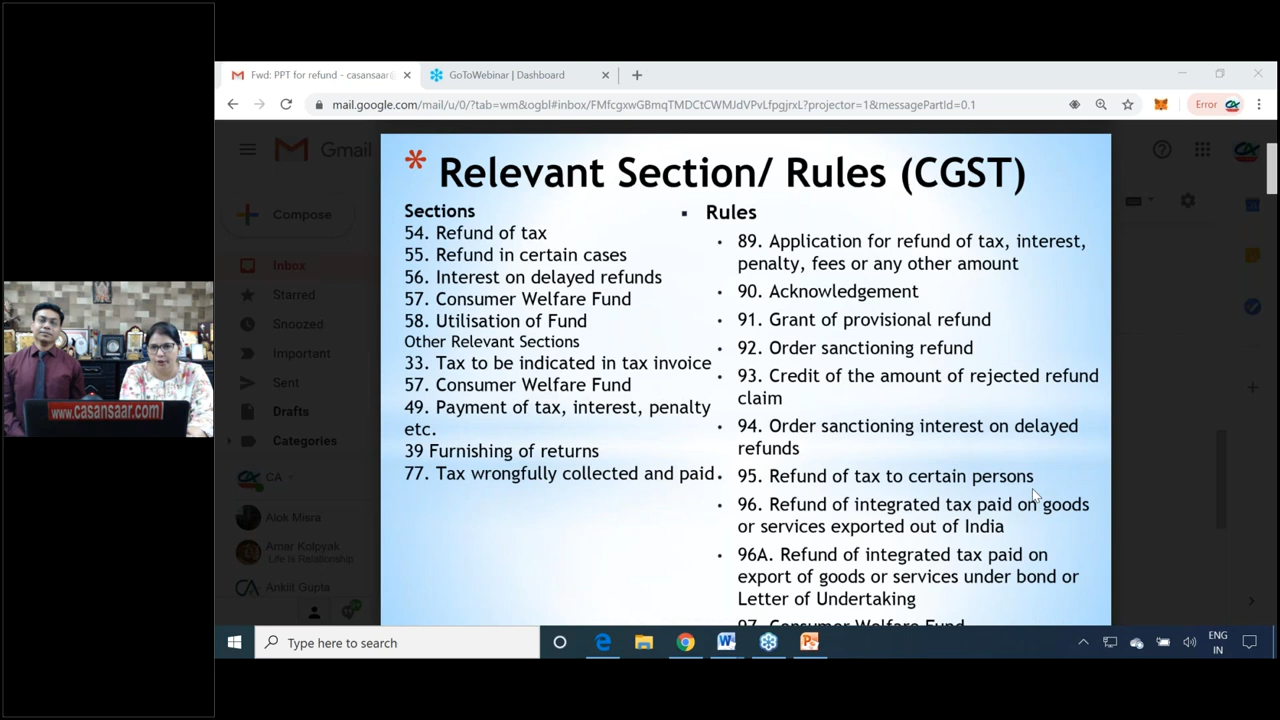 Fwd: PPT for refund - casansaar@
GoToWebinar | Dashboard
mail.google.com/mail/u/0/?tab=wm&ogbl#inbox/FMfcgxwGBmqTMDCtCWMJdVPvLfpgjrxL?projector=1&messagePartId=0.1
Error
Gmail
Compose
Inbox
Starred
Snoozed
Important
Sent
Drafts
Categories
CA
Alok Misra
Amar Kolpyak
Life Is Relationship
Ankiit Gupta
www.casansaar.com
* Relevant Section/ Rules (CGST)
Sections
54. Refund of tax
55. Refund in certain cases
56. Interest on delayed refunds
57. Consumer Welfare Fund
58. Utilisation of Fund
Other Relevant Sections
33. Tax to be indicated in tax invoice
57. Consumer Welfare Fund
49. Payment of tax, interest, penalty
etc.
39 Furnishing of returns
77. Tax wrongfully collected and paid
▪ Rules
• 89. Application for refund of tax, interest,
penalty, fees or any other amount
• 90. Acknowledgement
• 91. Grant of provisional refund
• 92. Order sanctioning refund
• 93. Credit of the amount of rejected refund
claim
• 94. Order sanctioning interest on delayed
refunds
• 95. Refund of tax to certain persons
• 96. Refund of integrated tax paid on goods
or services exported out of India
• 96A. Refund of integrated tax paid on
export of goods or services under bond or
Letter of Undertaking
97. Consumer Welfare Fund
Type here to search
ENG
IN